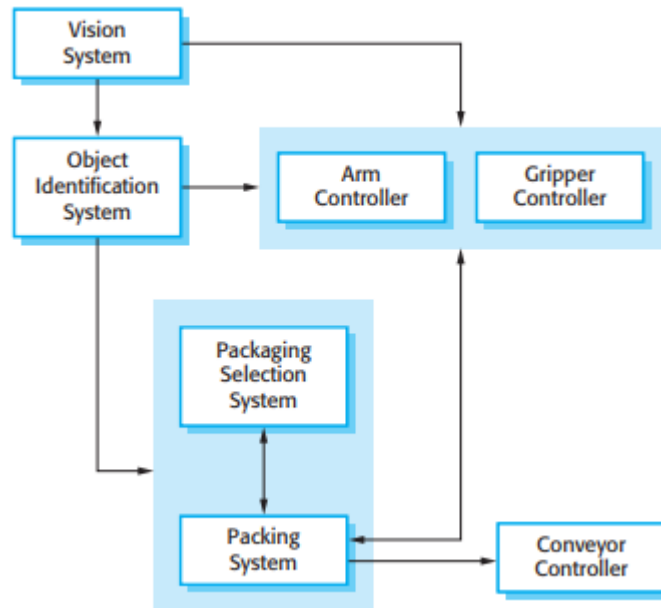 Vision
System
Object
Identification
System
Arm
Controller
Gripper
Controller
Packaging
Selection
System
Packing
System
Conveyor
Controller